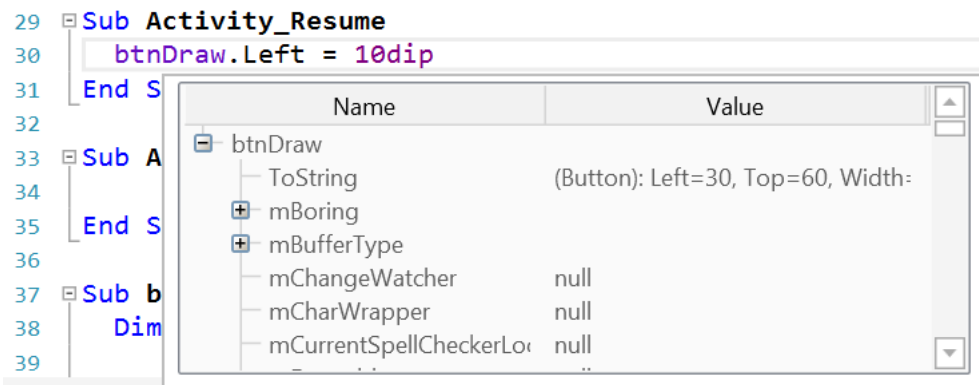 29 Sub Activity_Resume
30 btnDraw.Left = 10dip
31 End S
32
33 Sub A
34
35 End S
36
37 Sub b
38 Dim
39
Name Value
btnDraw
ToString (Button): Left=30, Top=60, Width=
mBoring
mBufferType
mChangeWatcher null
mCharWrapper null
mCurrentSpellCheckerLoc null